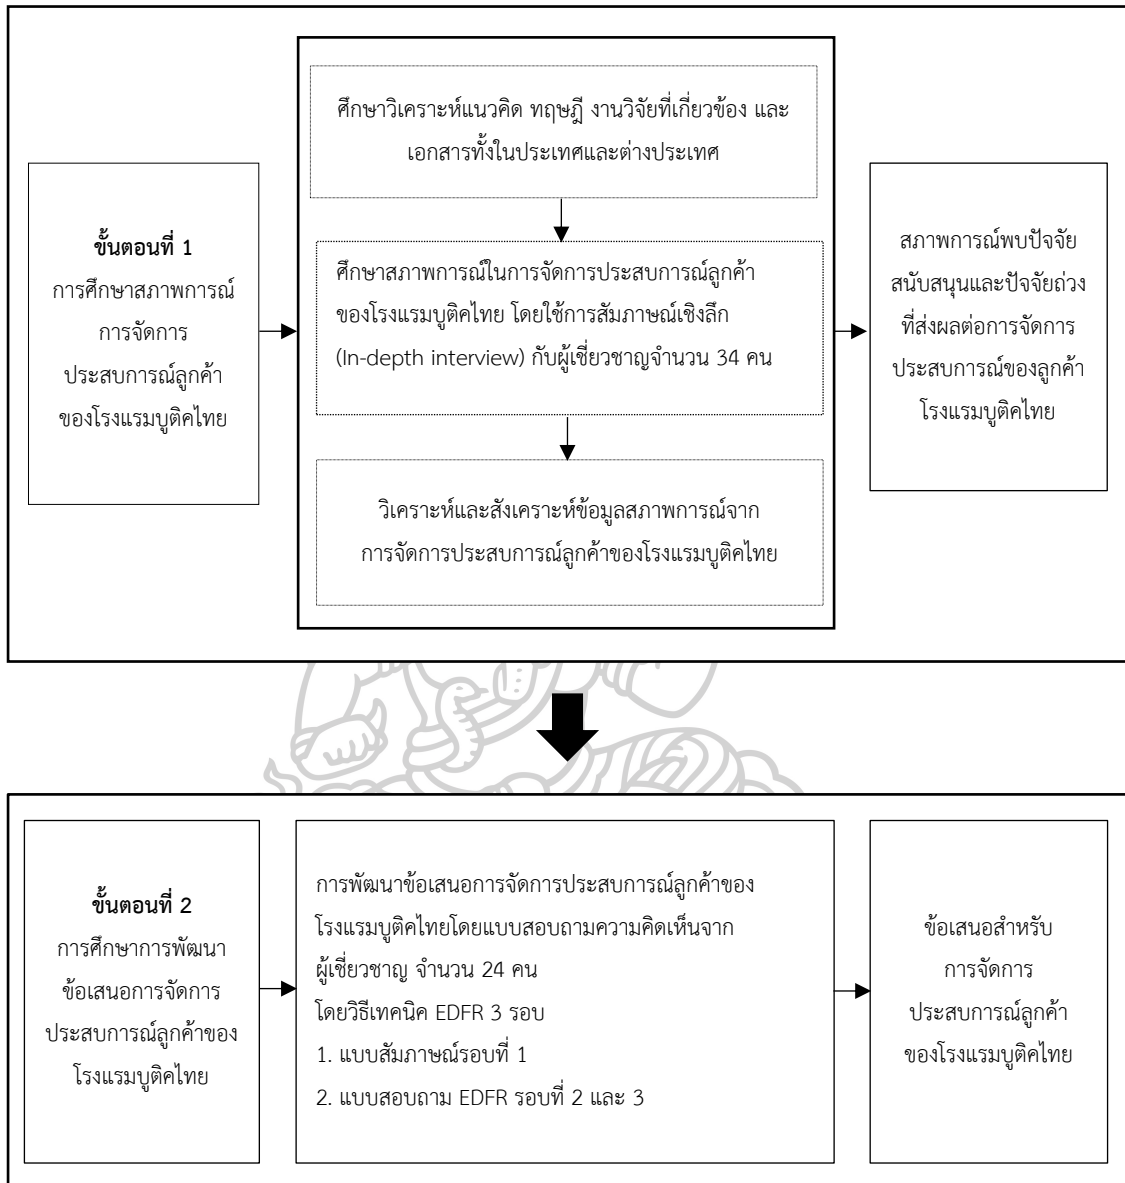 ขั้นตอนที่ 1
การศึกษาสภาพการณ์
การจัดการ
ประสบการณ์ลูกค้า
ของโรงแรมบูติคไทย
ศึกษาวิเคราะห์แนวคิด ทฤษฎี งานวิจัยที่เกี่ยวข้อง และ
เอกสารทั้งในประเทศและต่างประเทศ
ศึกษาสภาพการณ์ในการจัดการประสบการณ์ลูกค้า
ของโรงแรมบูติคไทย โดยใช้การสัมภาษณ์เชิงลึก
(In-depth interview) กับผู้เชี่ยวชาญจำนวน 34 คน
วิเคราะห์และสังเคราะห์ข้อมูลสภาพการณ์จาก
การจัดการประสบการณ์ลูกค้าของโรงแรมบูติคไทย
สภาพการณ์พบปัจจัย
สนับสนุนและปัจจัยถ่วง
ที่ส่งผลต่อการจัดการ
ประสบการณ์ของลูกค้า
โรงแรมบูติคไทย
ขั้นตอนที่ 2
การศึกษาการพัฒนา
ข้อเสนอการจัดการ
ประสบการณ์ลูกค้าของ
โรงแรมบูติคไทย
การพัฒนาข้อเสนอการจัดการประสบการณ์ลูกค้าของ
โรงแรมบูติคไทยโดยแบบสอบถามความคิดเห็นจาก
ผู้เชี่ยวชาญ จำนวน 24 คน
โดยวิธีเทคนิค EDFR 3 รอบ
1. แบบสัมภาษณ์รอบที่ 1
2. แบบสอบถาม EDFR รอบที่ 2 และ 3
ข้อเสนอสำหรับ
การจัดการ
ประสบการณ์ลูกค้า
ของโรงแรมบูติคไทย